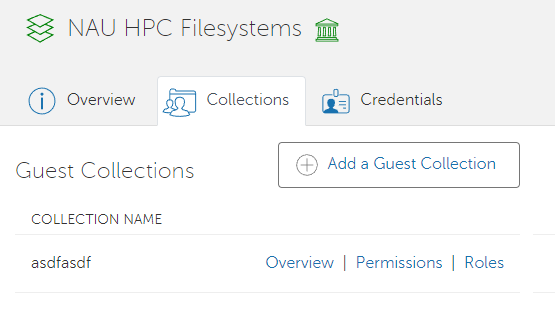 NAU HPC Filesystems
Overview
Collections
Credentials
Guest Collections
Add a Guest Collection
COLLECTION NAME
asdfasdf
Overview | Permissions | Roles